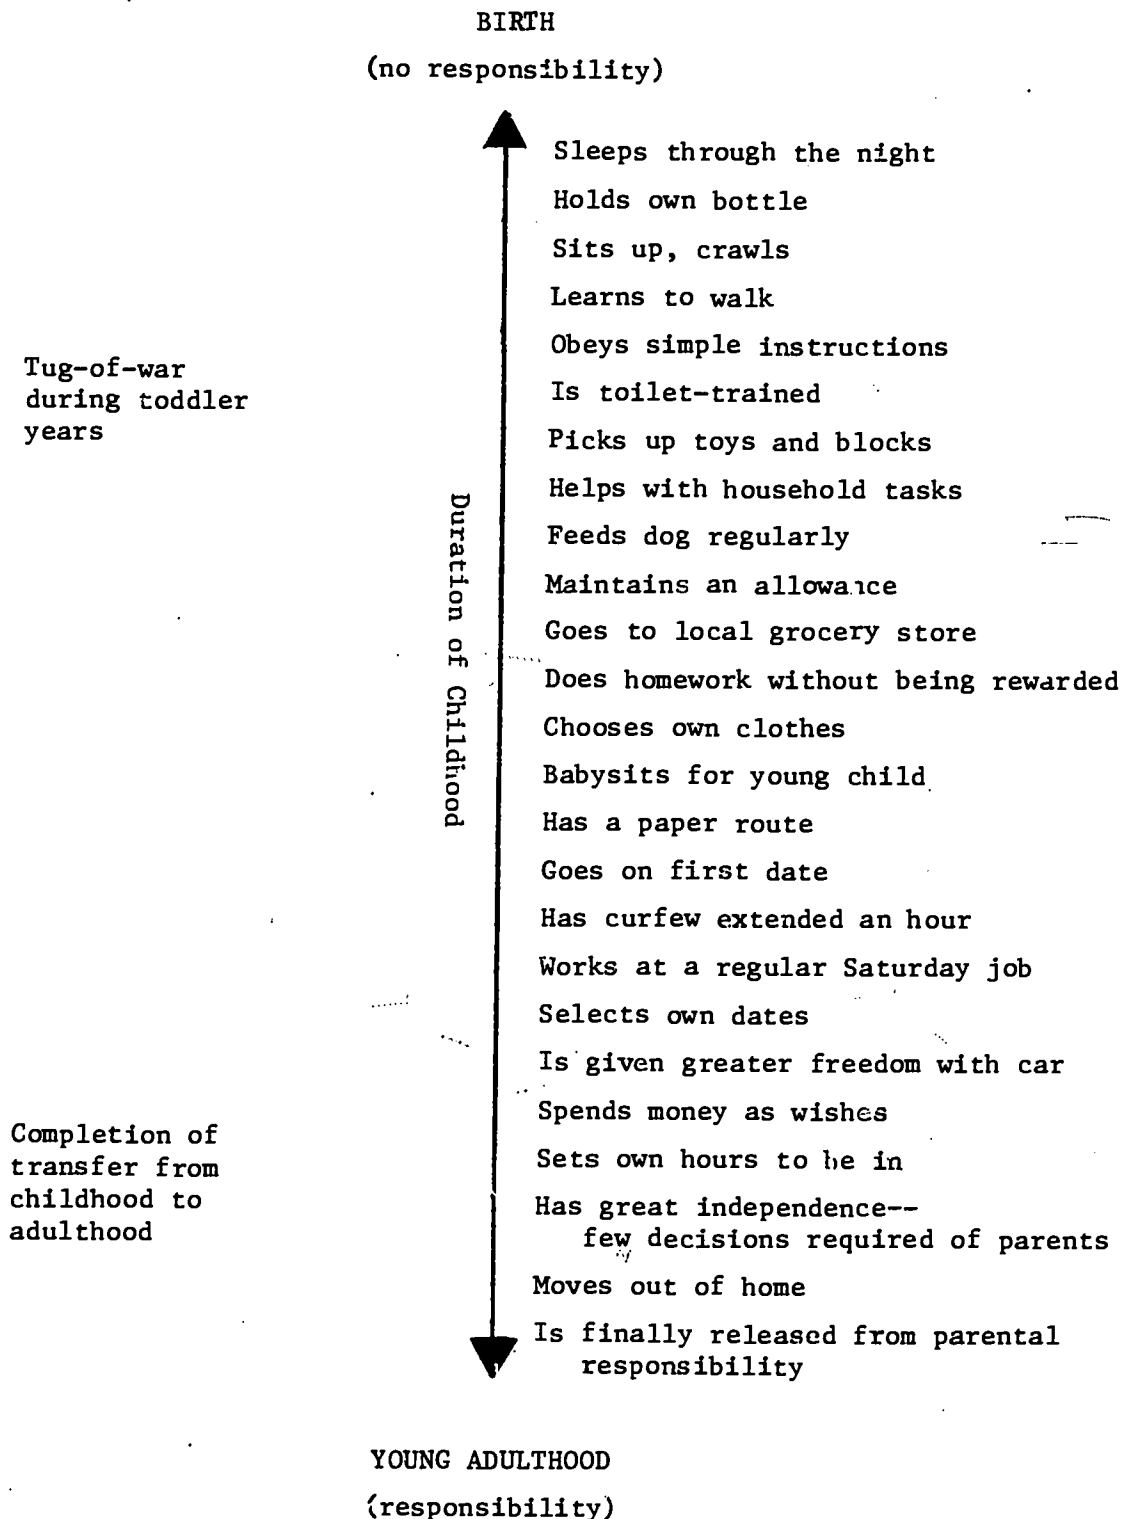 BIRTH
(no responsibility)
Sleeps through the night
Holds own bottle
Sits up, crawls
Learns to walk
Obeys simple instructions
Tug-of-war
during toddler
years
Is toilet-trained
Picks up toys and blocks
Helps with household tasks
Duration of Childhood
Feeds dog regularly
Maintains an allowance
Goes to local grocery store
Does homework without being rewarded
Chooses own clothes
Babysits for young child
Has a paper route
Goes on first date
Has curfew extended an hour
Works at a regular Saturday job
Selects own dates
Is given greater freedom with car
Spends money as wishes
Completion of
transfer from
childhood to
adulthood
Sets own hours to be in
Has great independence--
few decisions required of parents
Moves out of home
Is finally released from parental
responsibility
YOUNG ADULTHOOD
(responsibility)